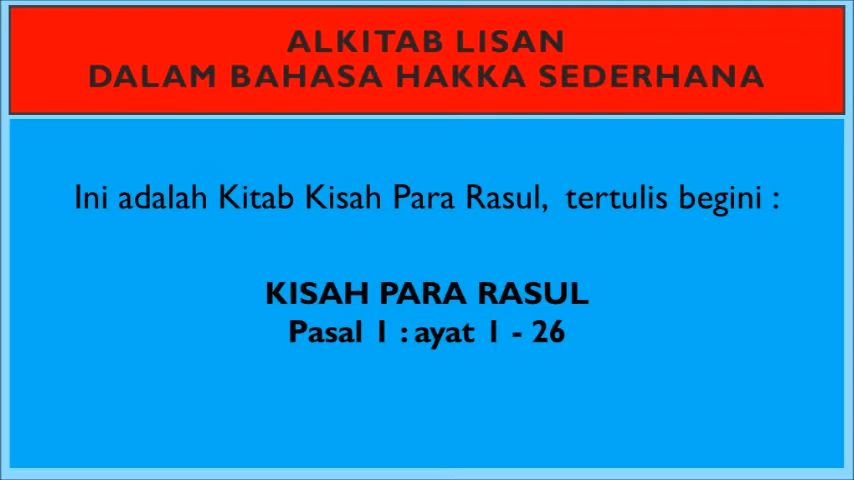 ALKITAB LISAN
DALAM BAHASA HAKKA SEDERHANA
Ini adalah Kitab Kisah Para Rasul, tertulis begini :
KISAH PARA RASUL
Pasal 1 : ayat 1 - 26